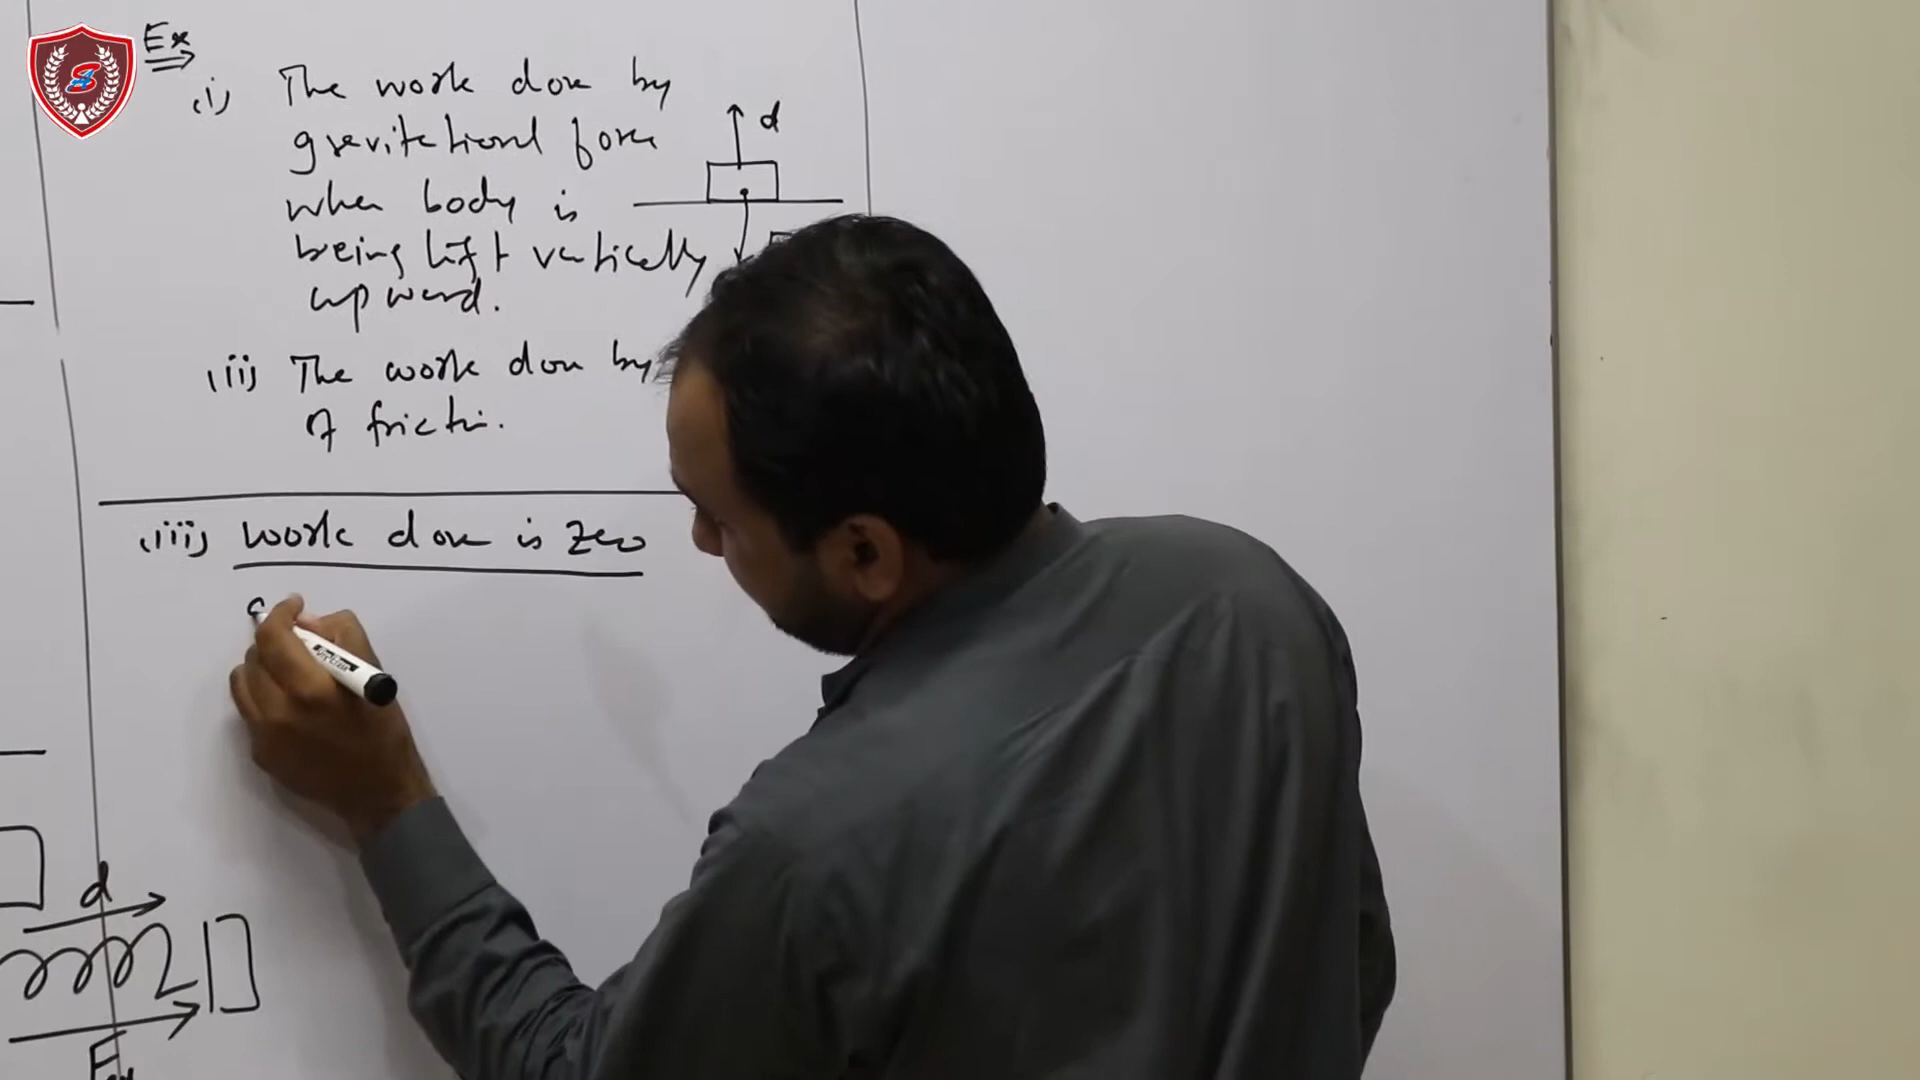 Ex
(i) The work done by
gravitational force
when body is
being lift vertically
upward.
d
(ii) The work done by
of friction.
(iii) Work done is zero
d